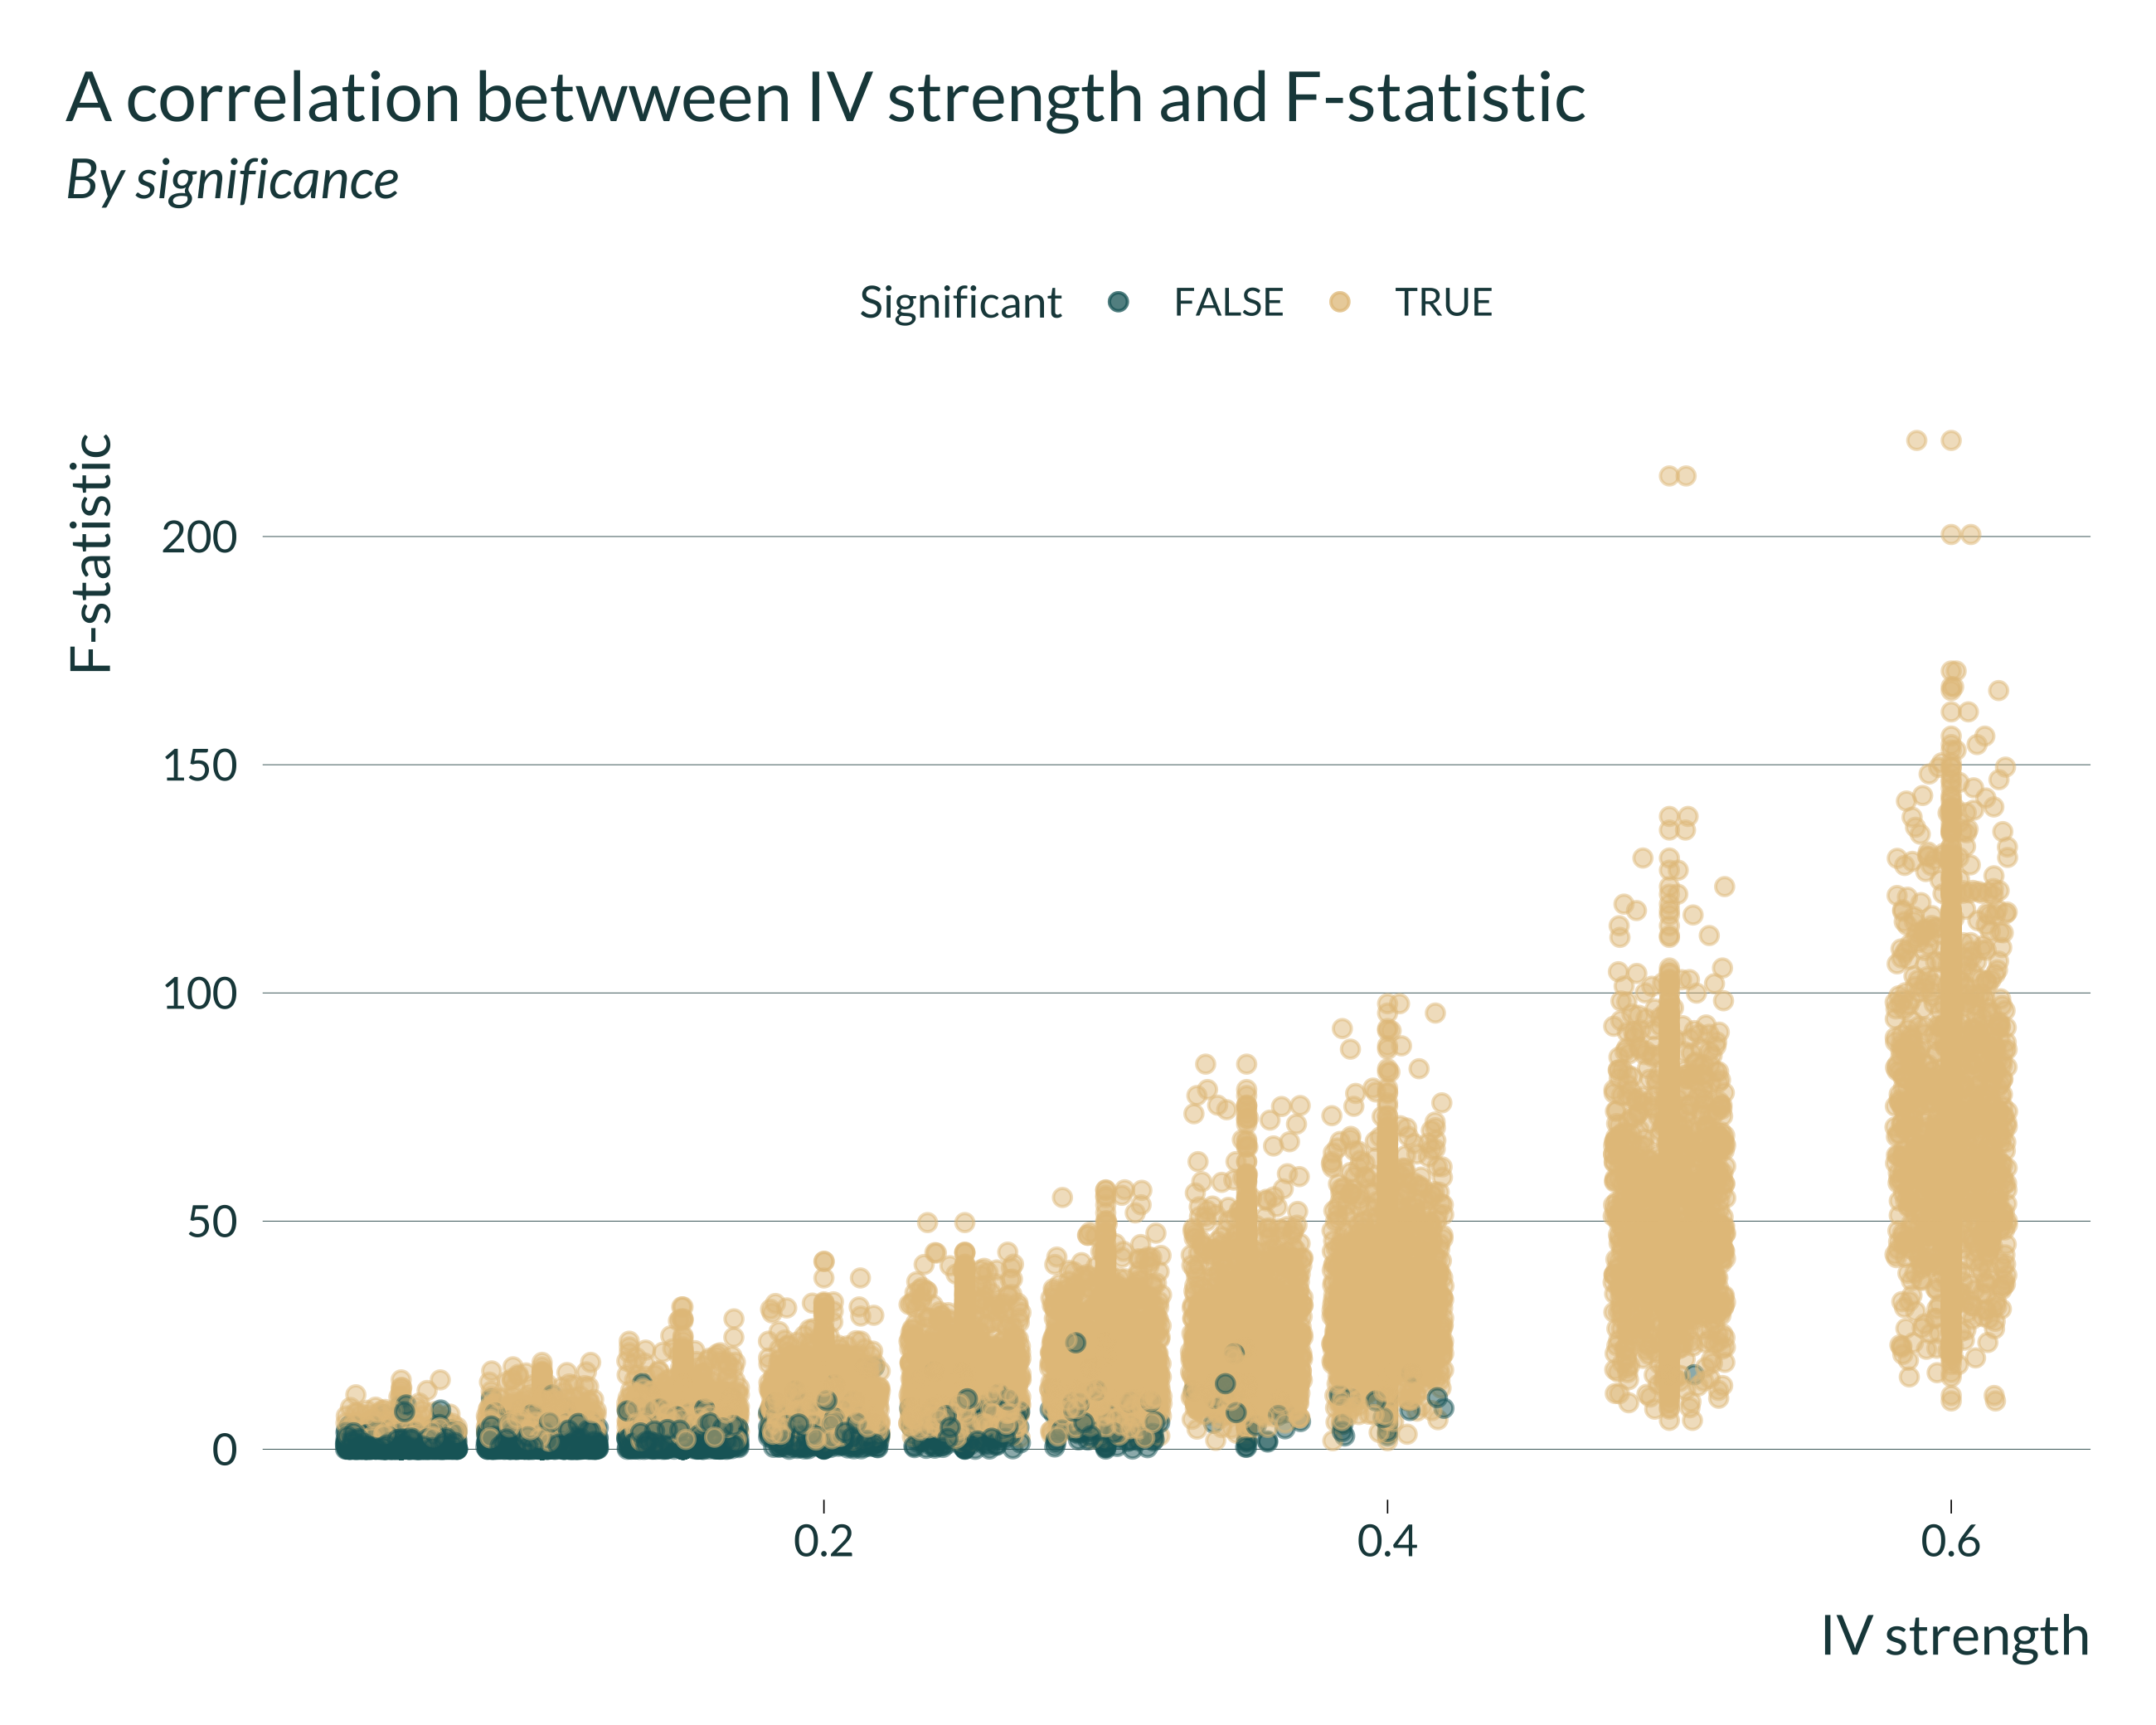 A correlation betwween IV strength and F-statistic
By significance
Significant FALSE TRUE
F-statistic
200
150
100
50
0
0.2 0.4 0.6
IV strength